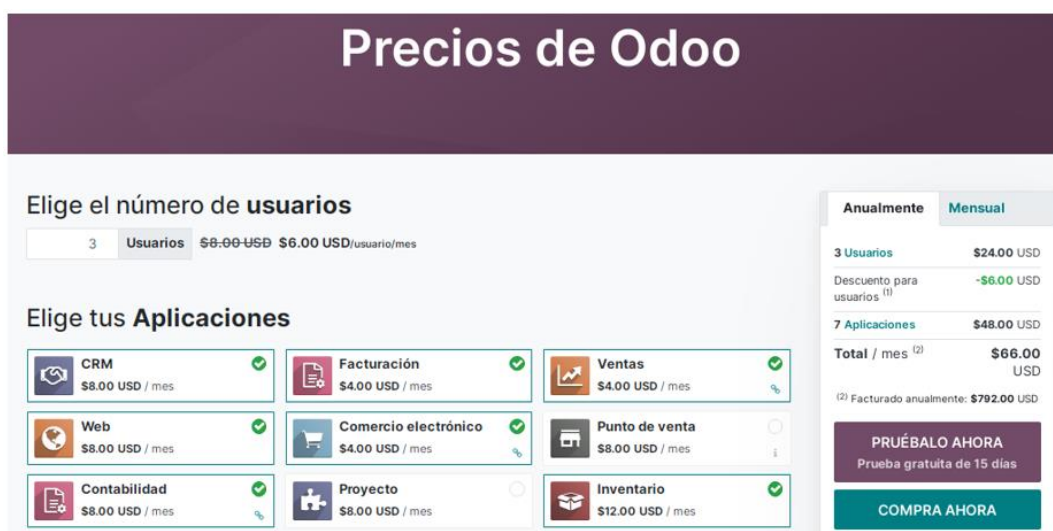 Precios de Odoo
Elige el número de usuarios
3 Usuarios $8.00 USD $6.00 USD/usuario/mes
Elige tus Aplicaciones
CRM
$8.00 USD / mes
Facturación
$4.00 USD / mes
Ventas
$4.00 USD / mes
Web
$8.00 USD / mes
Comercio electrónico
$4.00 USD / mes
Punto de venta
$8.00 USD / mes
i
Contabilidad
$8.00 USD / mes
Proyecto
$8.00 USD / mes
Inventario
$12.00 USD / mes
Anualmente Mensual
3 Usuarios $24.00 USD
Descuento para -$6.00 USD
usuarios (1)
7 Aplicaciones $48.00 USD
Total / mes (2) $66.00
USD
(2) Facturado anualmente: $792.00 USD
PRUÉBALO AHORA
Prueba gratuita de 15 días
COMPRA AHORA